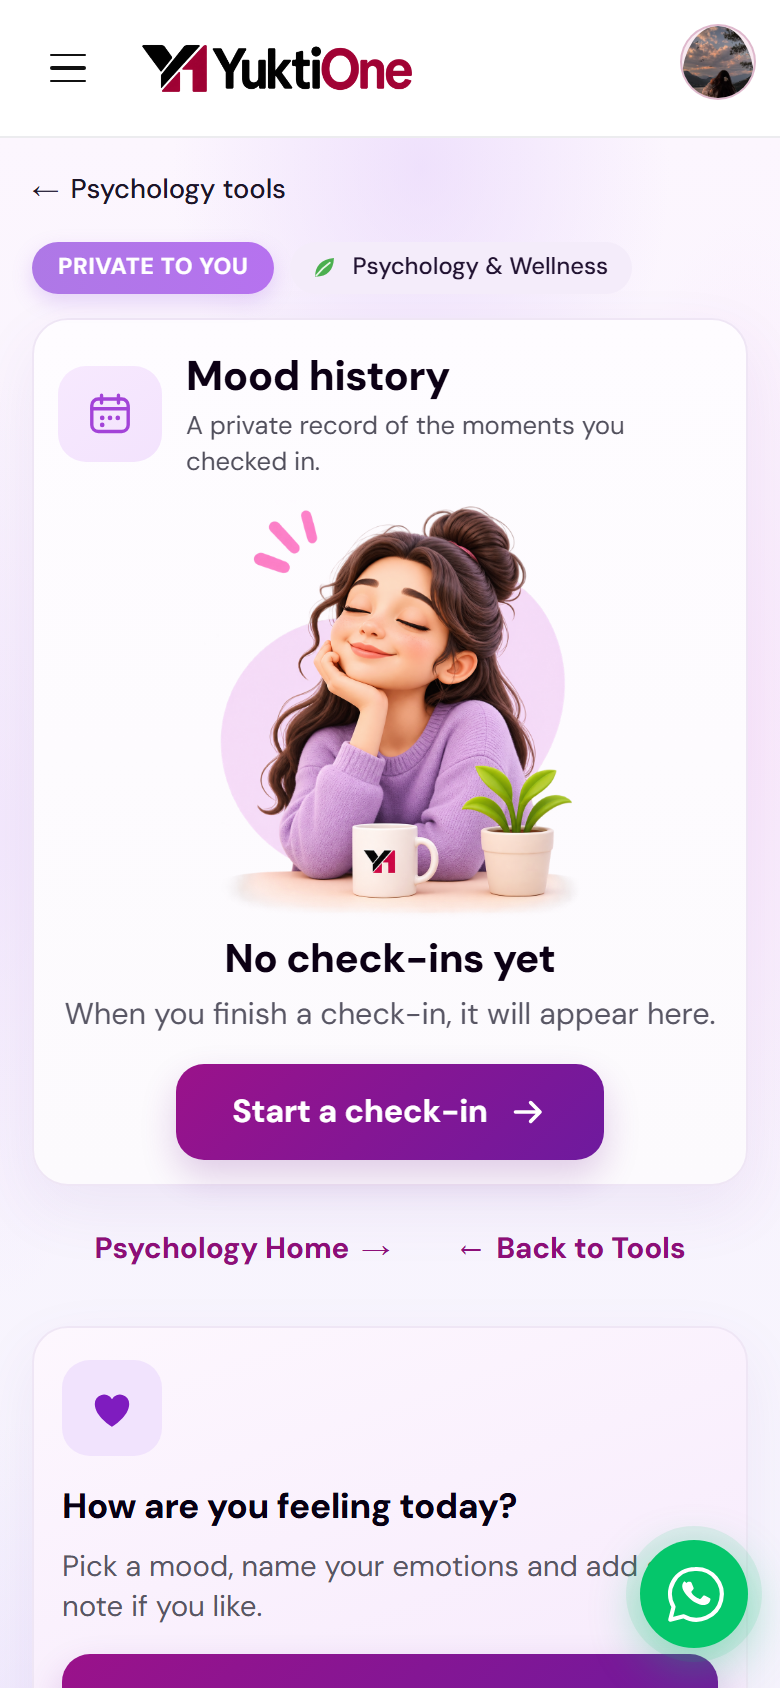 YuktiOne
← Psychology tools
PRIVATE TO YOU
Psychology & Wellness
Mood history
A private record of the moments you
checked in.
No check-ins yet
When you finish a check-in, it will appear here.
Start a check-in →
Psychology Home →
← Back to Tools
How are you feeling today?
Pick a mood, name your emotions and add
note if you like.